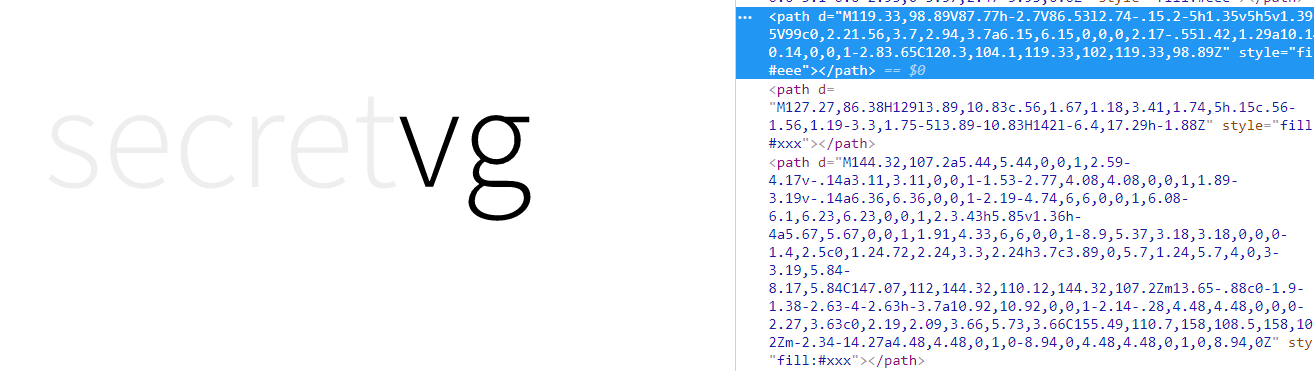 secretvg
<path d="M119.33,98.89V87.77h-2.7V86.53l2.74-.15.2-5h1.35v5h5v1.39
5V99c0,2.21.56,3.7,2.94,3.7a6.15,6.15,0,0,0,2.17-.55l.42,1.29a10.1
0.14,0,0,1-2.83.65C120.3,104.1,119.33,102,119.33,98.89Z" style="fi
#eee"></path> == $0
<path d=
"M127.27,86.38H129l3.89,10.83c.56,1.67,1.18,3.41,1.74,5h.15c.56-
1.56,1.19-3.3,1.75-5l3.89-10.83H142l-6.4,17.29h-1.88Z" style="fill
#xxx"></path>
<path d="M144.32,107.2a5.44,5.44,0,0,1,2.59-
4.17v-.14a3.11,3.11,0,0,1-1.53-2.77,4.08,4.08,0,0,1,1.89-
3.19v-.14a6.36,6.36,0,0,1-2.19-4.74,6,6,0,0,1,6.08-
6.1,6.23,6.23,0,0,1,2.3.43h5.85v1.36h-
4a5.67,5.67,0,0,1,1.91,4.33,6,6,0,0,1-8.9,5.37,3.18,3.18,0,0,0-
1.4,2.5c0,1.24.72,2.24,3.3,2.24h3.7c3.89,0,5.7,1.24,5.7,4,0,3-
3.19,5.84-
8.17,5.84C147.07,112,144.32,110.12,144.32,107.2Zm13.65-.88c0-1.9-
1.38-2.63-4-2.63h-3.7a10.92,10.92,0,0,1-2.14-.28,4.48,4.48,0,0,0-
2.27,3.63c0,2.19,2.09,3.66,5.73,3.66C155.49,110.7,158,108.5,158,10
2Zm-2.34-14.27a4.48,4.48,0,1,0-8.94,0,4.48,4.48,0,1,0,8.94,0Z" sty
"fill:#xxx"></path>